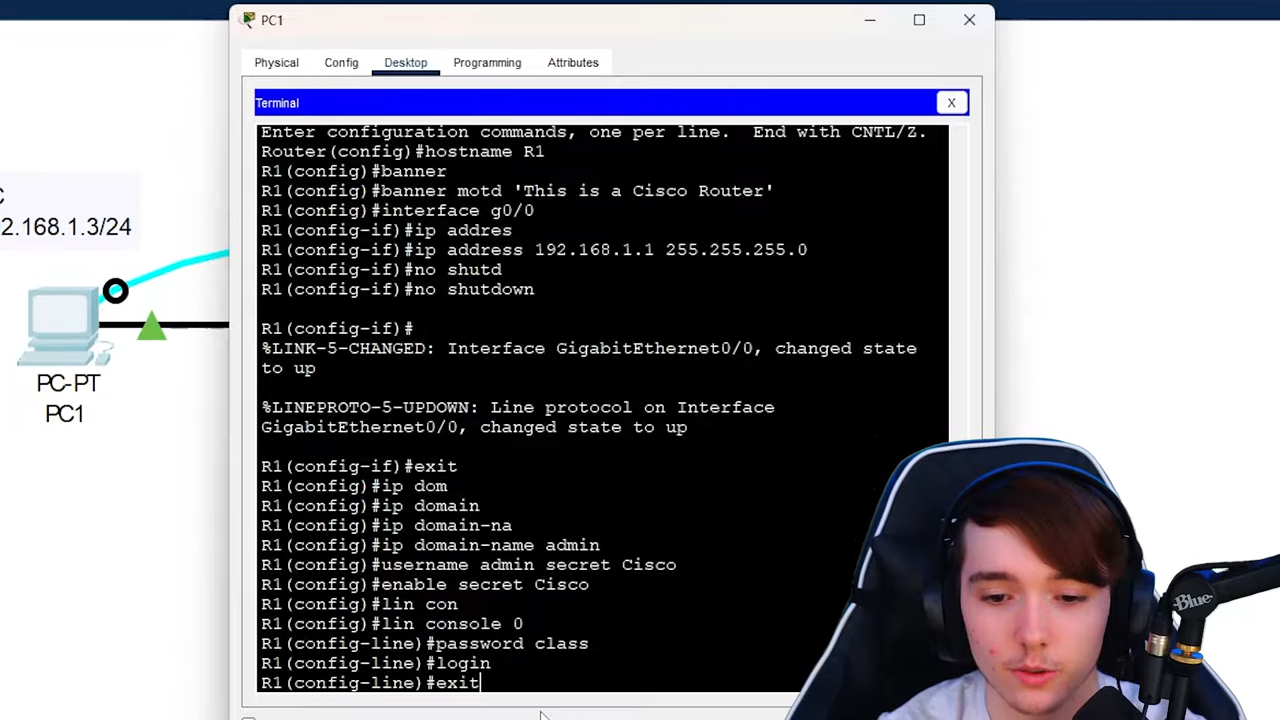 PC1
Physical Config Desktop Programming Attributes
Terminal
X
Enter configuration commands, one per line. End with CNTL/Z.
Router(config)#hostname R1
R1(config)#banner
R1(config)#banner motd 'This is a Cisco Router'
R1(config)#interface g0/0
R1(config-if)#ip addres
R1(config-if)#ip address 192.168.1.1 255.255.255.0
R1(config-if)#no shutd
R1(config-if)#no shutdown
R1(config-if)#
%LINK-5-CHANGED: Interface GigabitEthernet0/0, changed state
to up
%LINEPROTO-5-UPDOWN: Line protocol on Interface
GigabitEthernet0/0, changed state to up
R1(config-if)#exit
R1(config)#ip dom
R1(config)#ip domain
R1(config)#ip domain-na
R1(config)#ip domain-name admin
R1(config)#username admin secret Cisco
R1(config)#enable secret Cisco
R1(config)#lin con
R1(config)#lin console 0
R1(config-line)#password class
R1(config-line)#login
R1(config-line)#exit
C
2.168.1.3/24
PC-PT
PC1
Blue